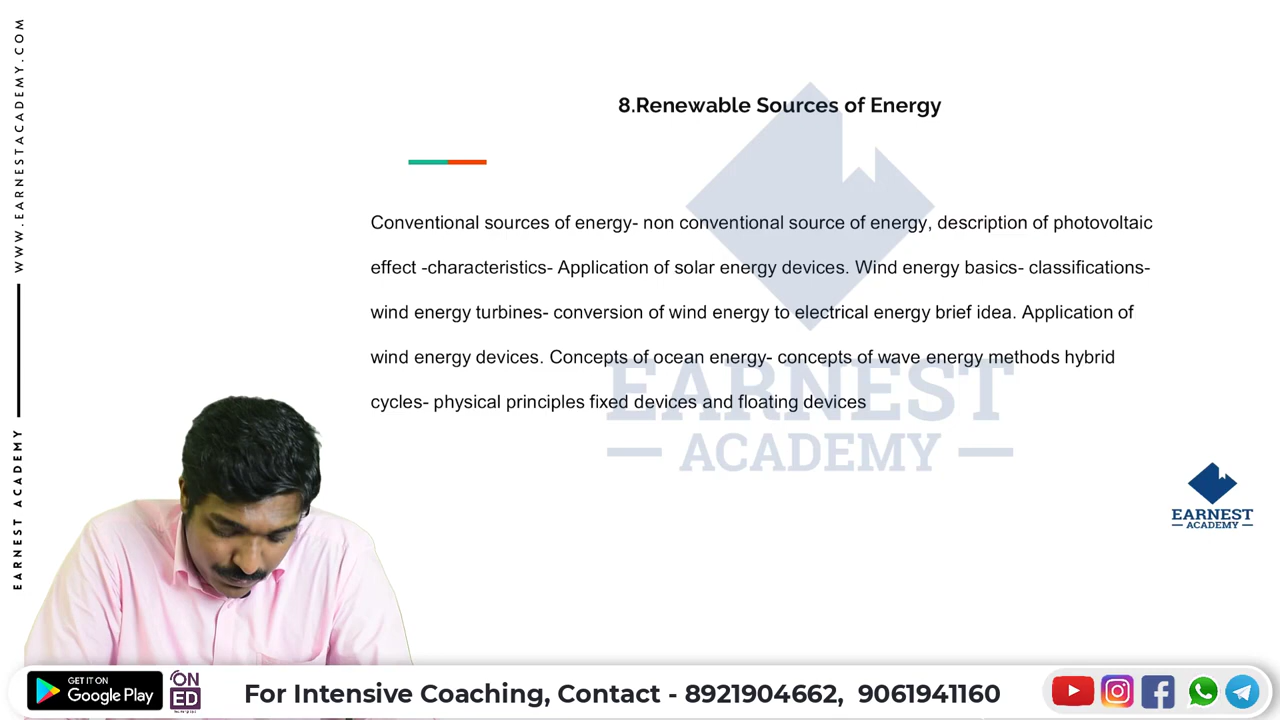 WWW.EARNESTACADEMY.COM
EARNEST ACADEMY
8.Renewable Sources of Energy
Conventional sources of energy- non conventional source of energy, description of photovoltaic
effect -characteristics- Application of solar energy devices. Wind energy basics- classifications-
wind energy turbines- conversion of wind energy to electrical energy brief idea. Application of
wind energy devices. Concepts of ocean energy- concepts of wave energy methods hybrid
cycles- physical principles fixed devices and floating devices
EARNEST
ACADEMY
EARNEST
ACADEMY
GET IT ON
Google Play
ON
ED
For Intensive Coaching, Contact - 8921904662, 9061941160